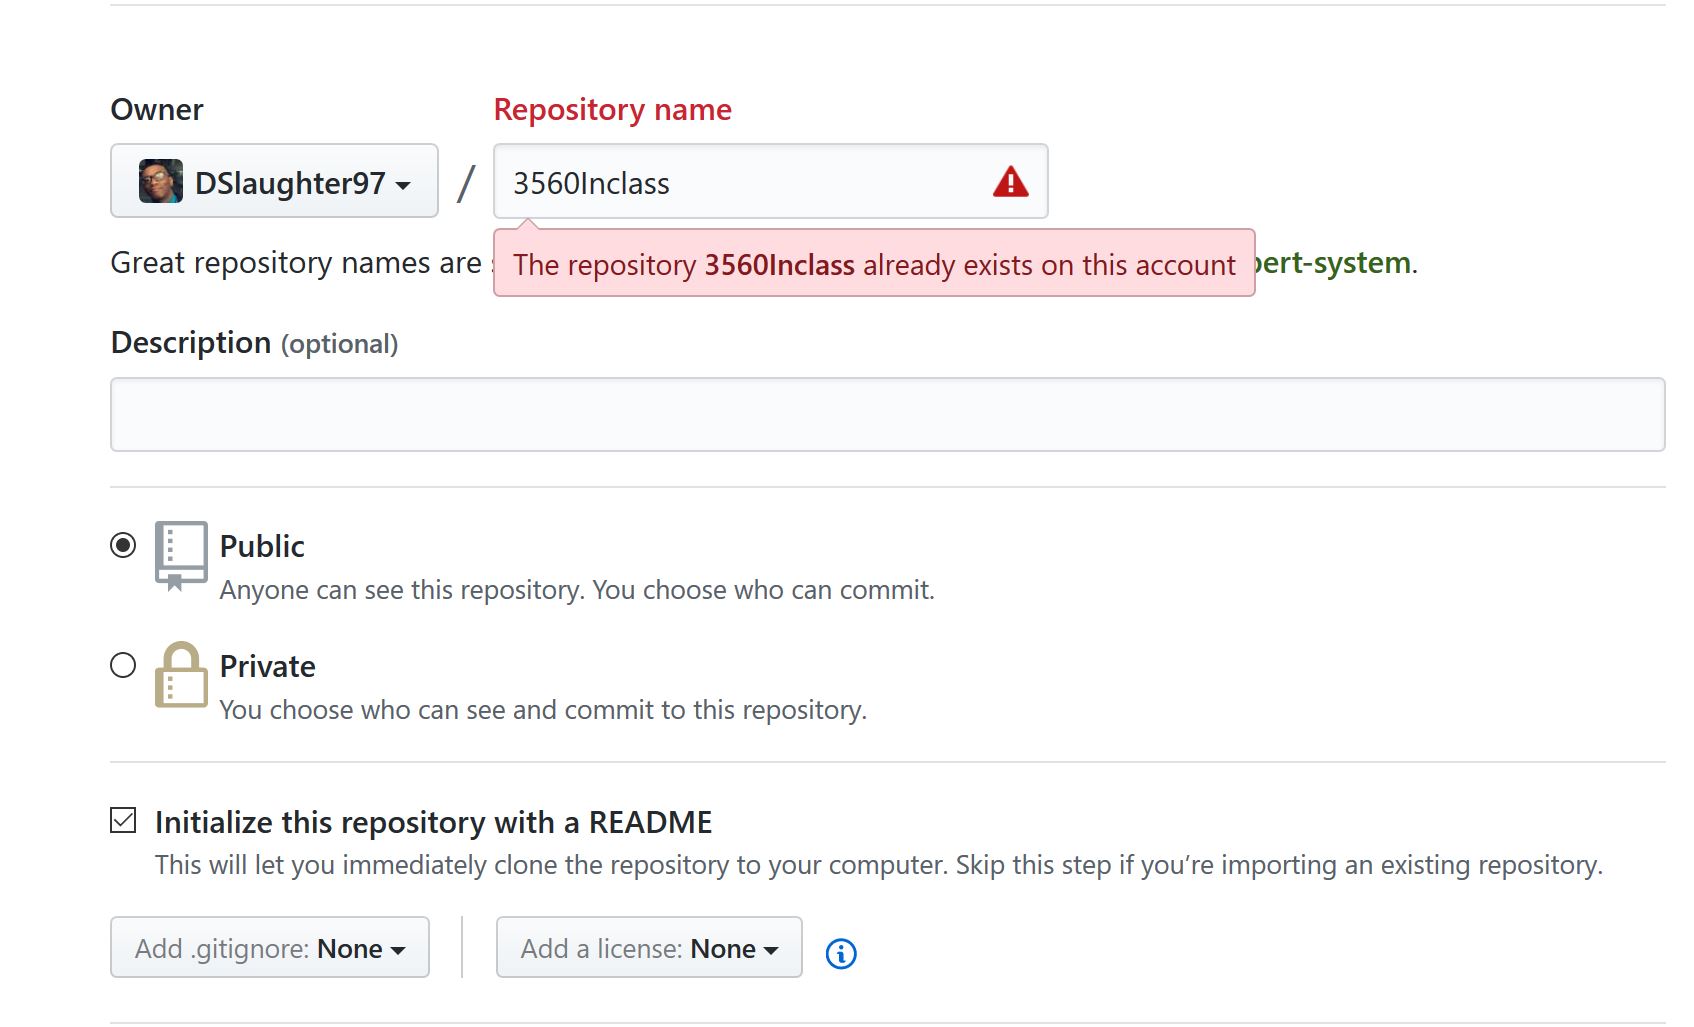 Owner
Repository name
DSlaughter97 / 3560Inclass
Great repository names are
The repository 3560Inclass already exists on this account
ert-system.
Description (optional)
Public
Anyone can see this repository. You choose who can commit.
Private
You choose who can see and commit to this repository.
Initialize this repository with a README
This will let you immediately clone the repository to your computer. Skip this step if you’re importing an existing repository.
Add .gitignore: None
Add a license: None